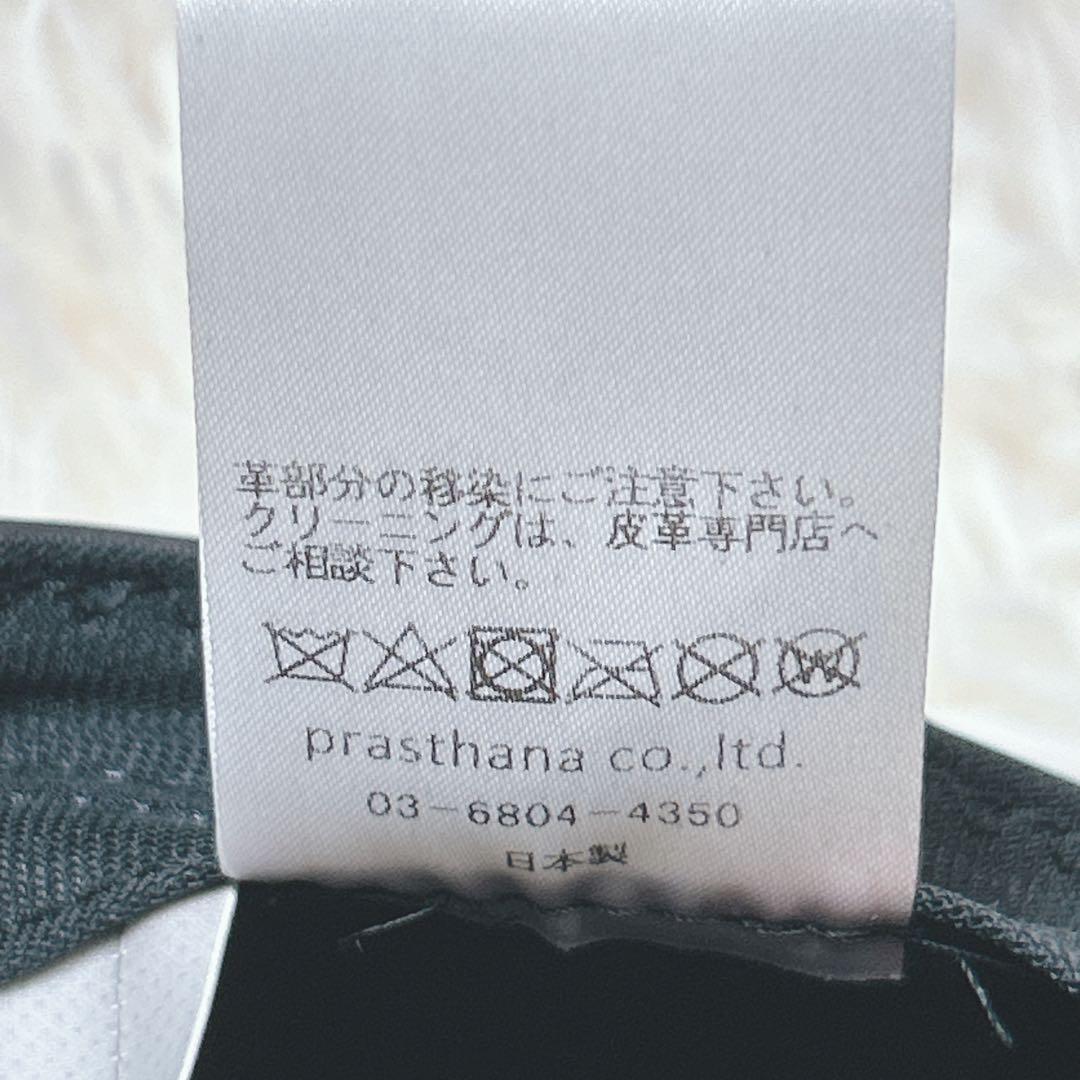 革部分の移染にご注意下さい。
クリーニングは、皮革専門店へ
ご相談下さい。
W
prasthana co.,ltd.
03-6804-4350
日本製